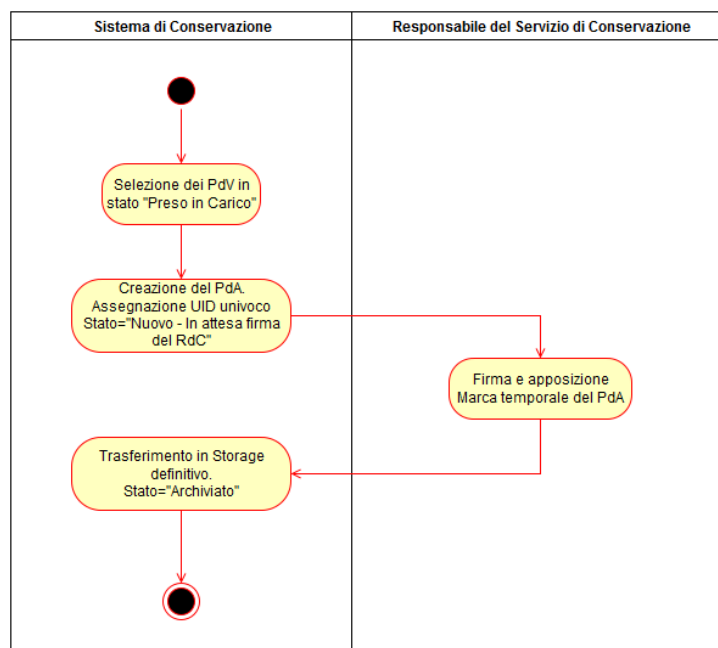 Sistema di Conservazione
Responsabile del Servizio di Conservazione
Selezione dei PdV in
stato "Preso in Carico"
Creazione del PdA.
Assegnazione UID univoco
Stato="Nuovo - In attesa firma
del RdC"
Firma e apposizione
Marca temporale del PdA
Trasferimento in Storage
definitivo.
Stato="Archiviato"